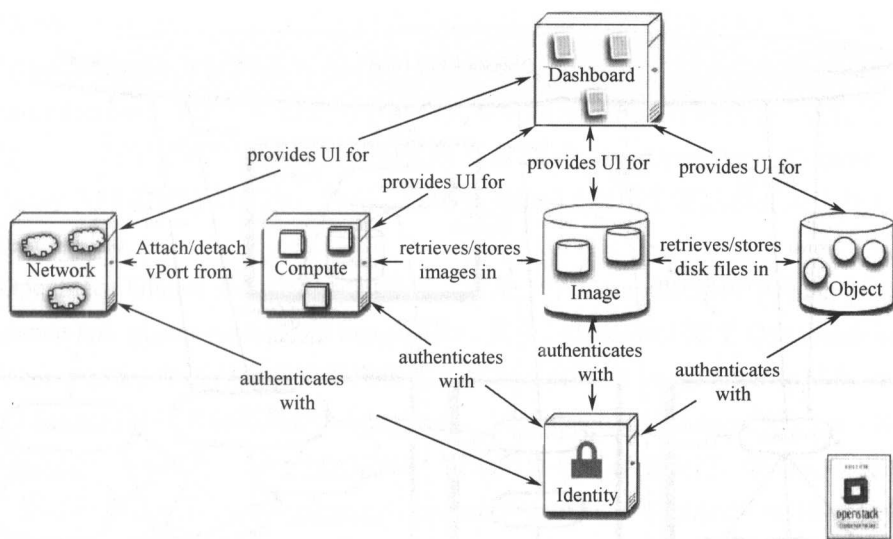 Dashboard
provides UI for
provides UI for
provides UI for
provides UI for
Network
Attach/detach
vPort from
Compute
retrieves/stores
images in
Image
retrieves/stores
disk files in
Object
authenticates
with
authenticates
with
authenticates
with
authenticates
with
Identity
openstack